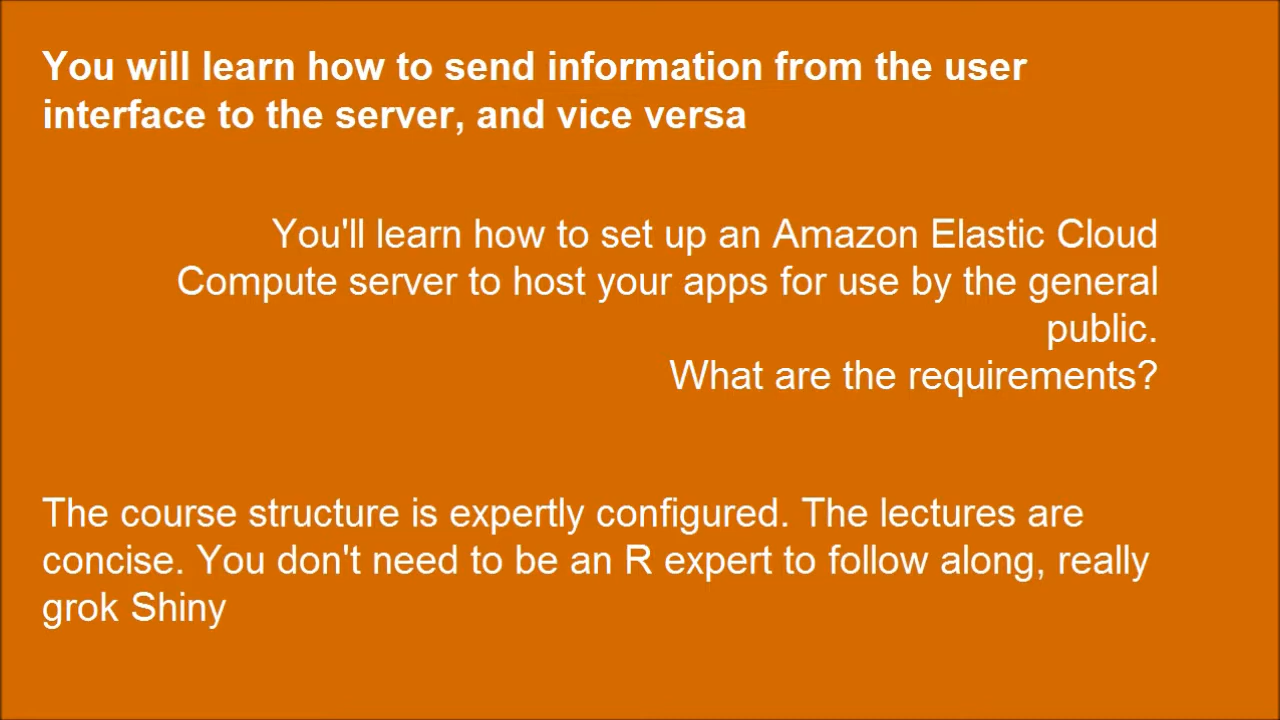 You will learn how to send information from the user
interface to the server, and vice versa
You'll learn how to set up an Amazon Elastic Cloud
Compute server to host your apps for use by the general
public.
What are the requirements?
The course structure is expertly configured. The lectures are
concise. You don't need to be an R expert to follow along, really
grok Shiny